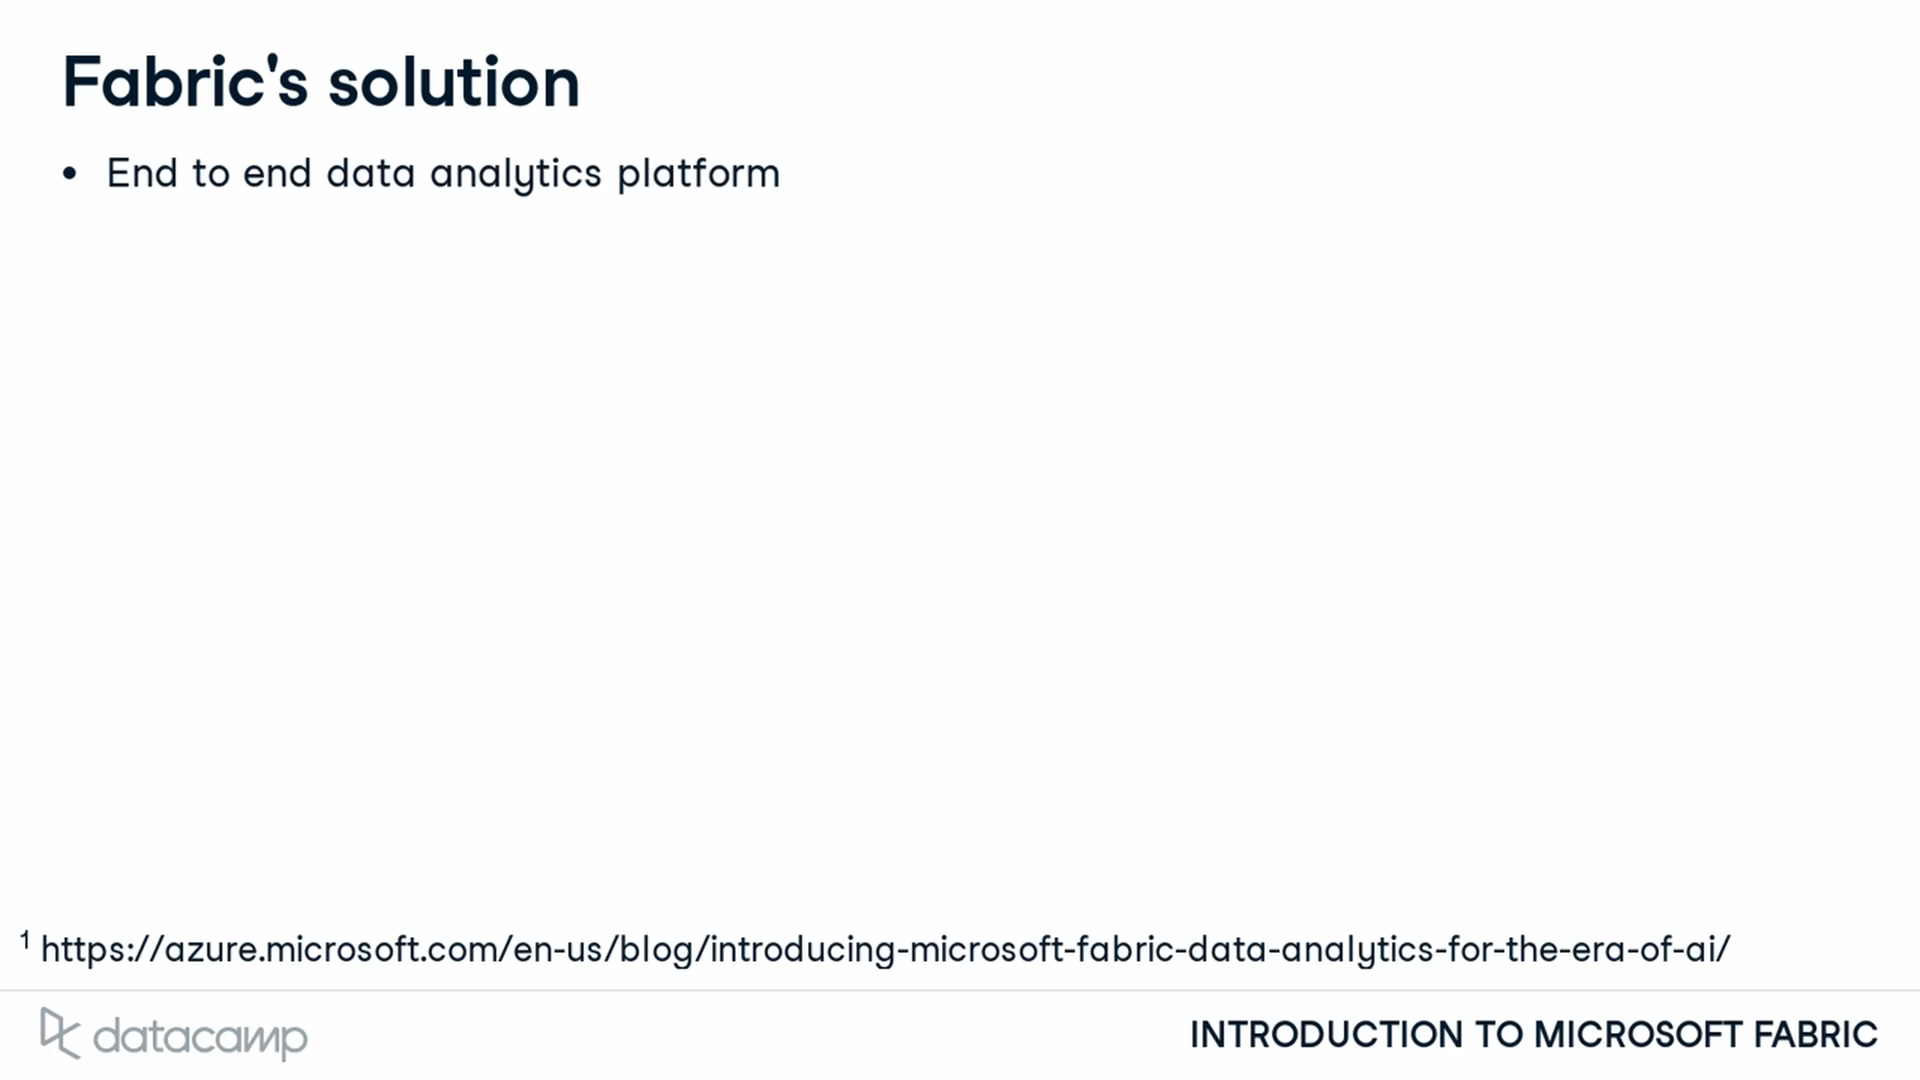 Fabric's solution
• End to end data analytics platform
1 https://azure.microsoft.com/en-us/blog/introducing-microsoft-fabric-data-analytics-for-the-era-of-ai/
datacamp
INTRODUCTION TO MICROSOFT FABRIC